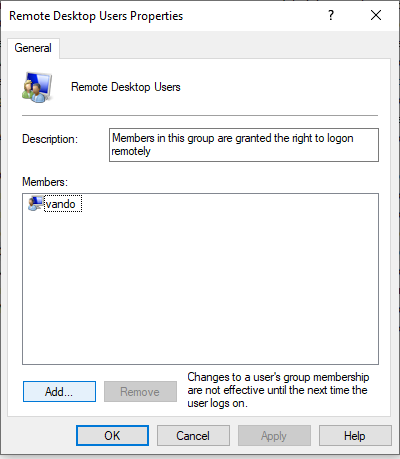 Remote Desktop Users Properties
?
General
Remote Desktop Users
Description:
Members in this group are granted the right to logon
remotely
Members:
vando
Add...
Remove
Changes to a user's group membership
are not effective until the next time the
user logs on.
OK
Cancel
Apply
Help